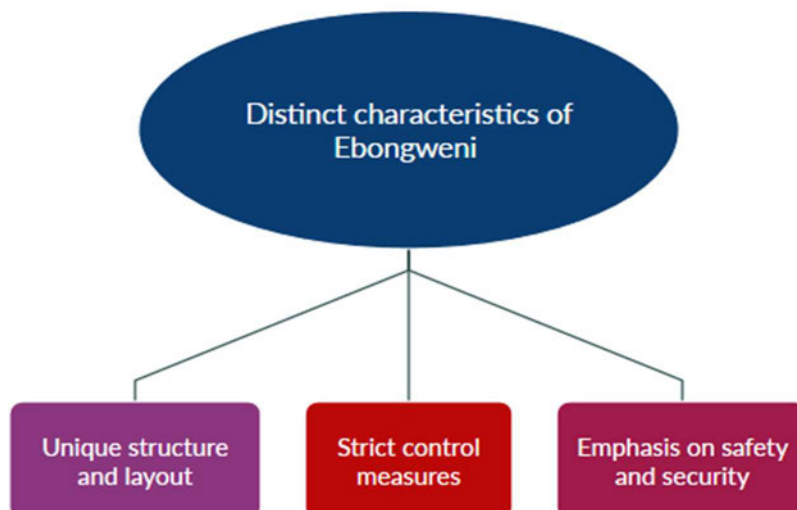 Distinct characteristics of
Ebongweni
Unique structure
and layout
Strict control
measures
Emphasis on safety
and security